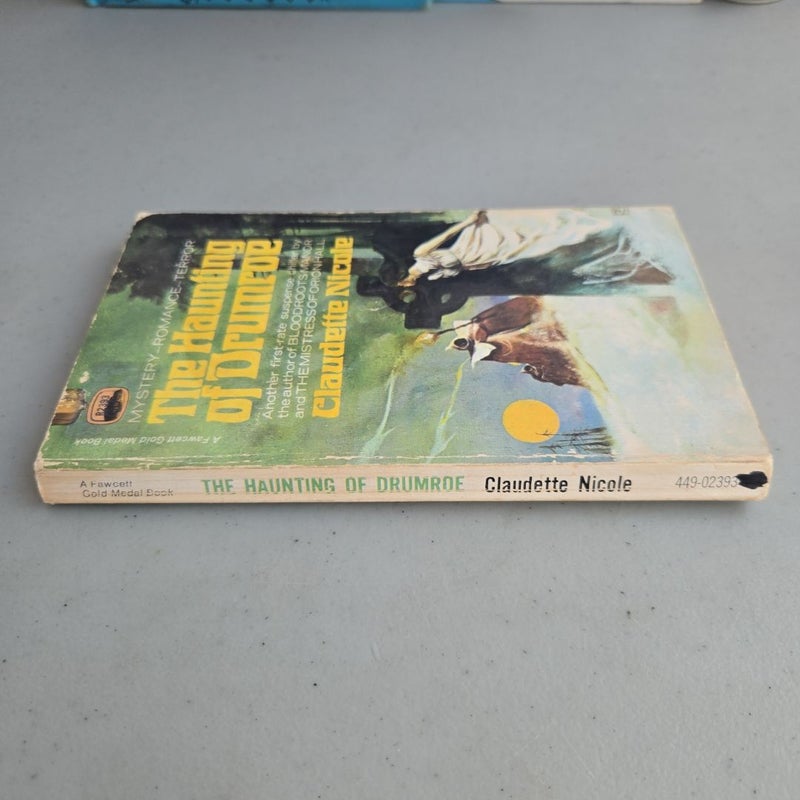 MYSTERY–ROMANCE–TERROR
The Haunting
of Drumroe
Another first-rate suspense chiller by
the author of BLOODROOTS MANOR
and THE MISTRESS OF ORION HALL
Claudette Nicole
A Fawcett Gold Medal Book
A Fawcett
Gold Medal Book
THE HAUNTING OF DRUMROE
Claudette Nicole
449-02393